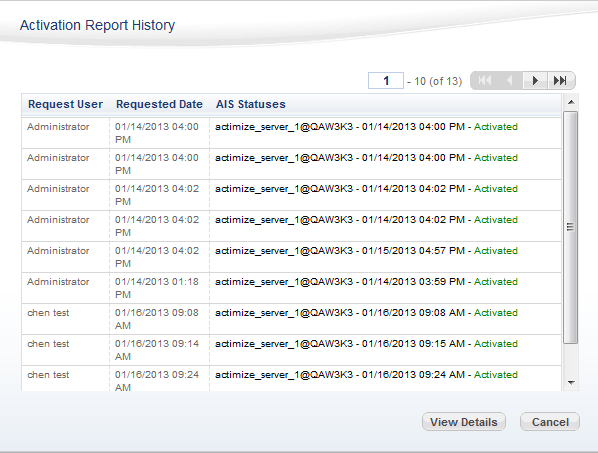 Activation Report History
1 - 10 (of 13)
Request User Requested Date AIS Statuses
Administrator 01/14/2013 04:00 PM actimize_server_1@QAW3K3 - 01/14/2013 04:00 PM - Activated
Administrator 01/14/2013 04:00 PM actimize_server_1@QAW3K3 - 01/14/2013 04:00 PM - Activated
Administrator 01/14/2013 04:02 PM actimize_server_1@QAW3K3 - 01/14/2013 04:02 PM - Activated
Administrator 01/14/2013 04:02 PM actimize_server_1@QAW3K3 - 01/14/2013 04:02 PM - Activated
Administrator 01/14/2013 04:02 PM actimize_server_1@QAW3K3 - 01/15/2013 04:57 PM - Activated
Administrator 01/14/2013 01:18 PM actimize_server_1@QAW3K3 - 01/14/2013 03:59 PM - Activated
chen test 01/16/2013 09:08 AM actimize_server_1@QAW3K3 - 01/16/2013 09:08 AM - Activated
chen test 01/16/2013 09:14 AM actimize_server_1@QAW3K3 - 01/16/2013 09:15 AM - Activated
chen test 01/16/2013 09:24 AM actimize_server_1@QAW3K3 - 01/16/2013 09:24 AM - Activated
View Details Cancel